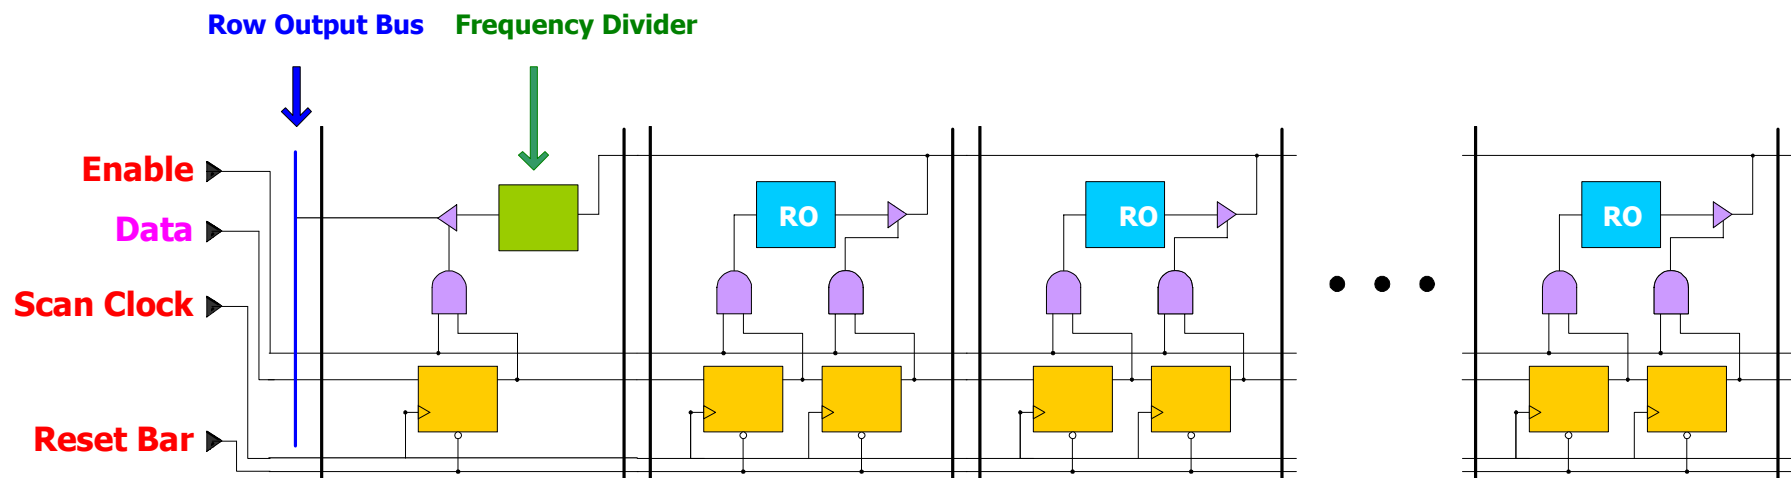 Row Output Bus
Frequency Divider
Enable
Data
Scan Clock
Reset Bar
RO
RO
RO